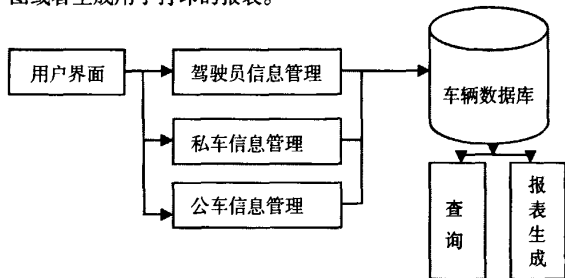 图或者生成用于打印的报表。
用户界面
驾驶员信息管理
私车信息管理
公车信息管理
车辆数据库
查询
报表生成